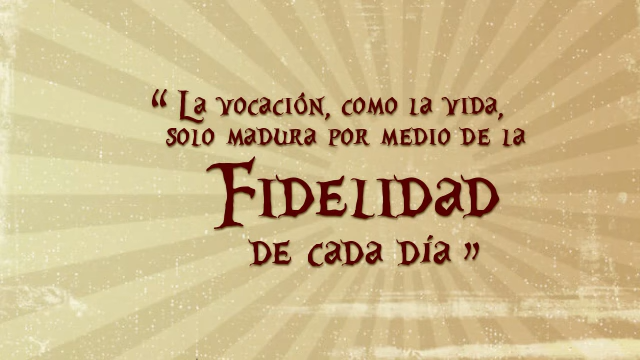 “ La vocación, como la vida,
solo madura por medio de la
Fidelidad
de cada día ”